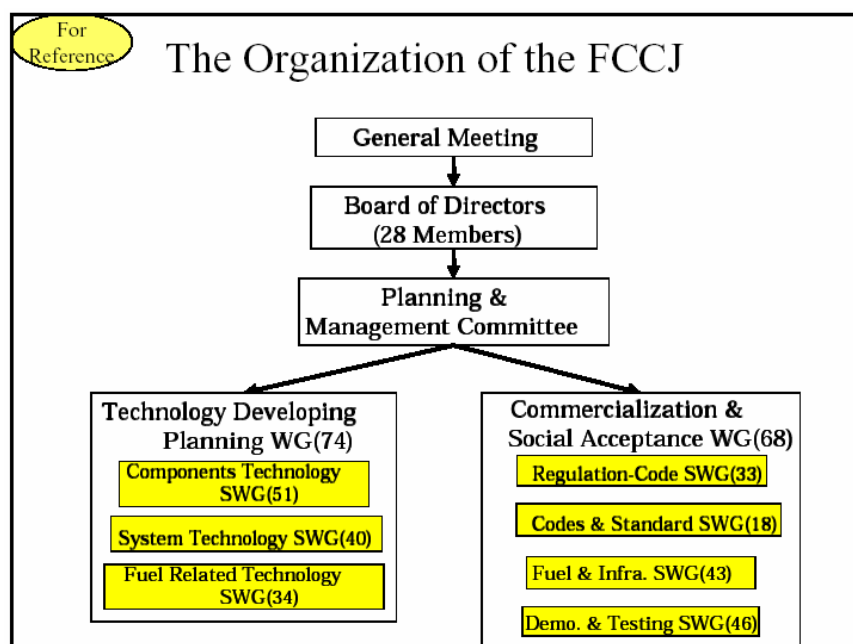 For
Reference
The Organization of the FCCJ
General Meeting
Board of Directors
(28 Members)
Planning &
Management Committee
Technology Developing
Planning WG(74)
Components Technology
SWG(51)
System Technology SWG(40)
Fuel Related Technology
SWG(34)
Commercialization &
Social Acceptance WG(68)
Regulation-Code SWG(33)
Codes & Standard SWG(18)
Fuel & Infra. SWG(43)
Demo. & Testing SWG(46)